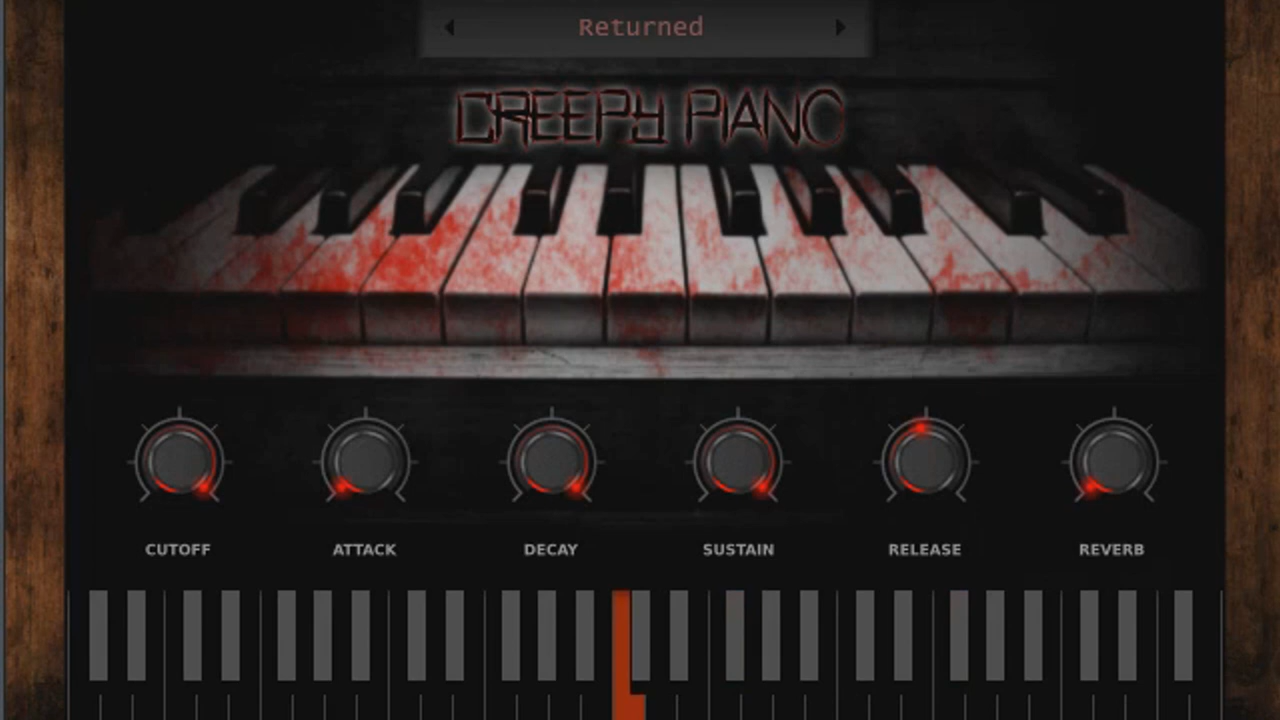 Returned
CREEPY PIANO
CUTOFF ATTACK DECAY SUSTAIN RELEASE REVERB